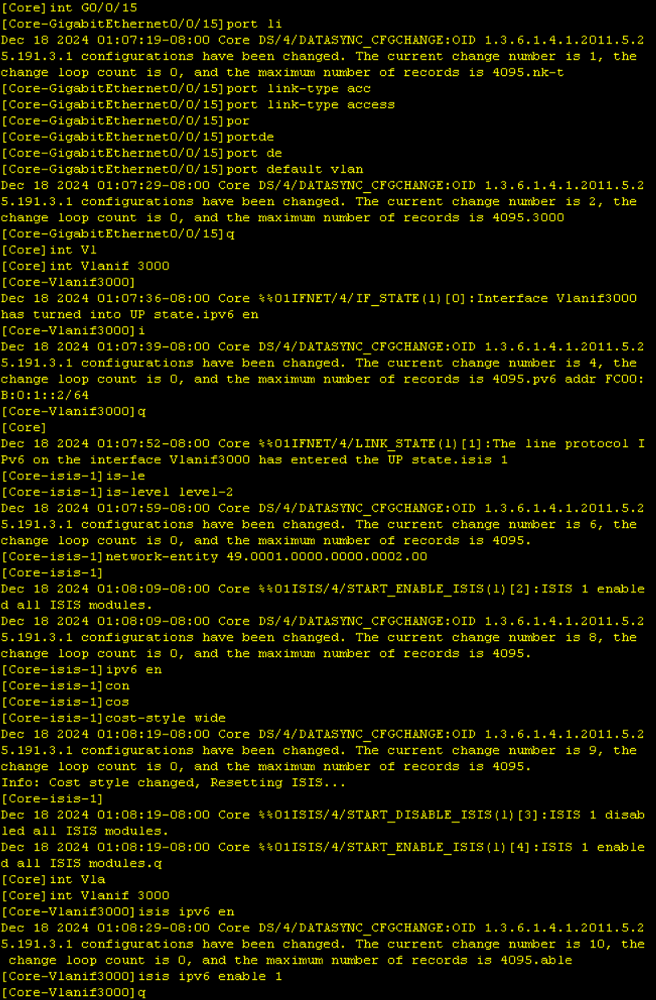 [Core]int G0/0/15
[Core-GigabitEthernet0/0/15]port li
Dec 18 2024 01:07:19-08:00 Core DS/4/DATASYNC_CFGCHANGE:OID 1.3.6.1.4.1.2011.5.2
5.191.3.1 configurations have been changed. The current change number is 1, the
change loop count is 0, and the maximum number of records is 4095.nk-t
[Core-GigabitEthernet0/0/15]port link-type acc
[Core-GigabitEthernet0/0/15]port link-type access
[Core-GigabitEthernet0/0/15]por
[Core-GigabitEthernet0/0/15]portde
[Core-GigabitEthernet0/0/15]port de
[Core-GigabitEthernet0/0/15]port default vlan
Dec 18 2024 01:07:29-08:00 Core DS/4/DATASYNC_CFGCHANGE:OID 1.3.6.1.4.1.2011.5.2
5.191.3.1 configurations have been changed. The current change number is 2, the
change loop count is 0, and the maximum number of records is 4095.3000
[Core-GigabitEthernet0/0/15]q
[Core]int Vl
[Core]int Vlanif 3000
[Core-Vlanif3000]
Dec 18 2024 01:07:36-08:00 Core %%01IFNET/4/IF_STATE(l)[0]:Interface Vlanif3000
has turned into UP state.ipv6 en
[Core-Vlanif3000]i
Dec 18 2024 01:07:39-08:00 Core DS/4/DATASYNC_CFGCHANGE:OID 1.3.6.1.4.1.2011.5.2
5.191.3.1 configurations have been changed. The current change number is 4, the
change loop count is 0, and the maximum number of records is 4095.pv6 addr FC00:
B:0:1::2/64
[Core-Vlanif3000]q
[Core]
Dec 18 2024 01:07:52-08:00 Core %%01IFNET/4/LINK_STATE(l)[1]:The line protocol I
Pv6 on the interface Vlanif3000 has entered the UP state.isis 1
[Core-isis-1]is-le
[Core-isis-1]is-level level-2
Dec 18 2024 01:07:59-08:00 Core DS/4/DATASYNC_CFGCHANGE:OID 1.3.6.1.4.1.2011.5.2
5.191.3.1 configurations have been changed. The current change number is 6, the
change loop count is 0, and the maximum number of records is 4095.
[Core-isis-1]network-entity 49.0001.0000.0000.0002.00
[Core-isis-1]
Dec 18 2024 01:08:09-08:00 Core %%01ISIS/4/START_ENABLE_ISIS(l)[2]:ISIS 1 enable
d all ISIS modules.
Dec 18 2024 01:08:09-08:00 Core DS/4/DATASYNC_CFGCHANGE:OID 1.3.6.1.4.1.2011.5.2
5.191.3.1 configurations have been changed. The current change number is 8, the
change loop count is 0, and the maximum number of records is 4095.
[Core-isis-1]ipv6 en
[Core-isis-1]con
[Core-isis-1]cos
[Core-isis-1]cost-style wide
Dec 18 2024 01:08:19-08:00 Core DS/4/DATASYNC_CFGCHANGE:OID 1.3.6.1.4.1.2011.5.2
5.191.3.1 configurations have been changed. The current change number is 9, the
change loop count is 0, and the maximum number of records is 4095.
Info: Cost style changed, Resetting ISIS...
[Core-isis-1]
Dec 18 2024 01:08:19-08:00 Core %%01ISIS/4/START_DISABLE_ISIS(l)[3]:ISIS 1 disab
led all ISIS modules.
Dec 18 2024 01:08:19-08:00 Core %%01ISIS/4/START_ENABLE_ISIS(l)[4]:ISIS 1 enable
d all ISIS modules.q
[Core]int Vla
[Core]int Vlanif 3000
[Core-Vlanif3000]isis ipv6 en
Dec 18 2024 01:08:29-08:00 Core DS/4/DATASYNC_CFGCHANGE:OID 1.3.6.1.4.1.2011.5.2
5.191.3.1 configurations have been changed. The current change number is 10, the
 change loop count is 0, and the maximum number of records is 4095.able
[Core-Vlanif3000]isis ipv6 enable 1
[Core-Vlanif3000]q